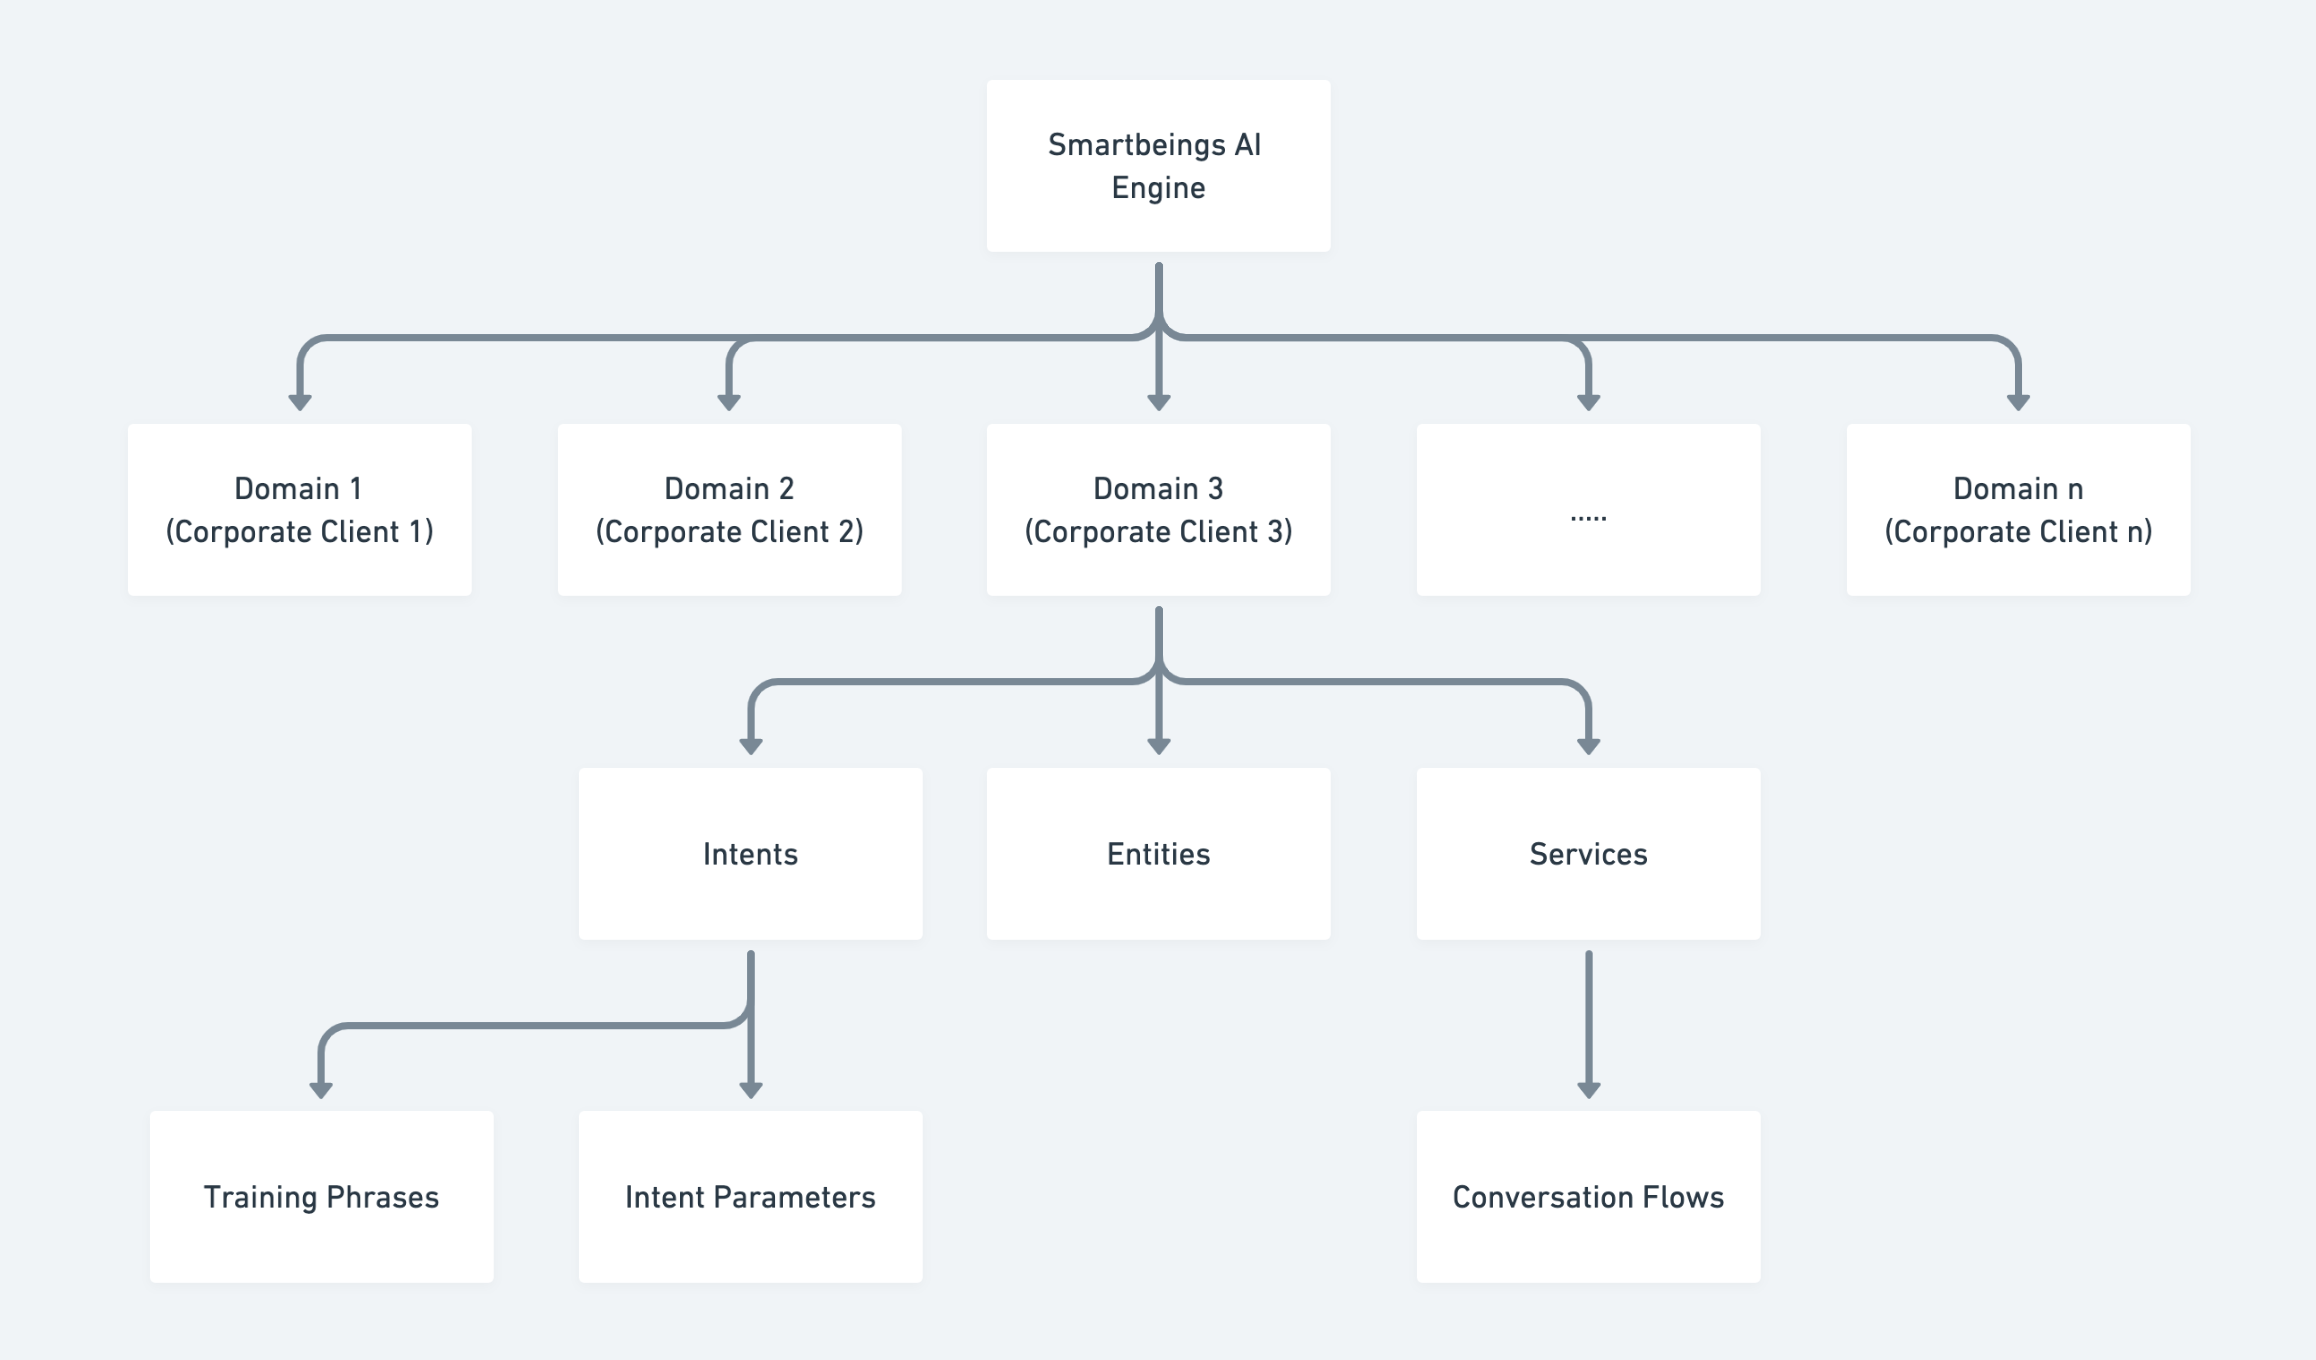 Smartbeings AI
Engine
Domain 1
(Corporate Client 1)
Domain 2
(Corporate Client 2)
Domain 3
(Corporate Client 3)
.....
Domain n
(Corporate Client n)
Intents
Entities
Services
Training Phrases
Intent Parameters
Conversation Flows